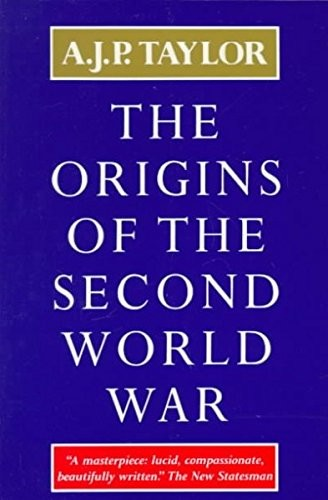 A.J.P. TAYLOR
THE
ORIGINS
OF THE
SECOND
WORLD
WAR
"A masterpiece: lucid, compassionate,
beautifully written." The New Statesman